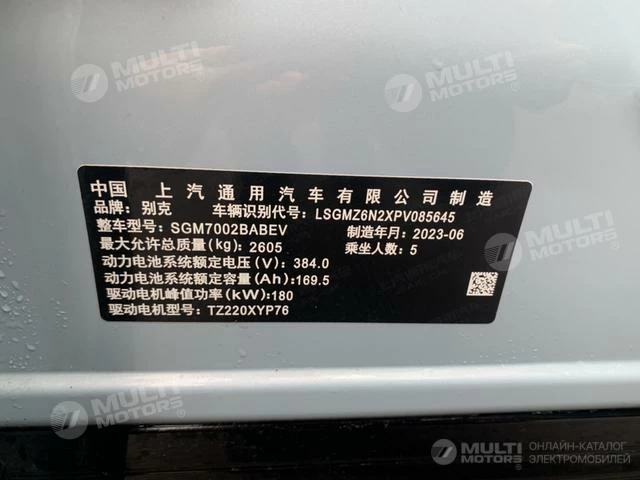 MULTI
MOTORS®
MULTI
MOTORS®
中国 上汽通用汽车有限公司制造
品牌: 别克 车辆识别代号: LSGMZ6N2XPV085645
整车型号: SGM7002BABEV 制造年月: 2023-06
最大允许总质量(kg): 2605 乘坐人数: 5
动力电池系统额定电压(V): 384.0
动力电池系统额定容量(Ah): 169.5
驱动电机峰值功率(kW): 180
驱动电机型号: TZ220XYP76
MULTI
MOTORS®
MULTI
MOTORS®
MULTI
MOTORS®
ОНЛАЙН-КАТАЛОГ
ЭЛЕКТРОМОБИЛЕЙ